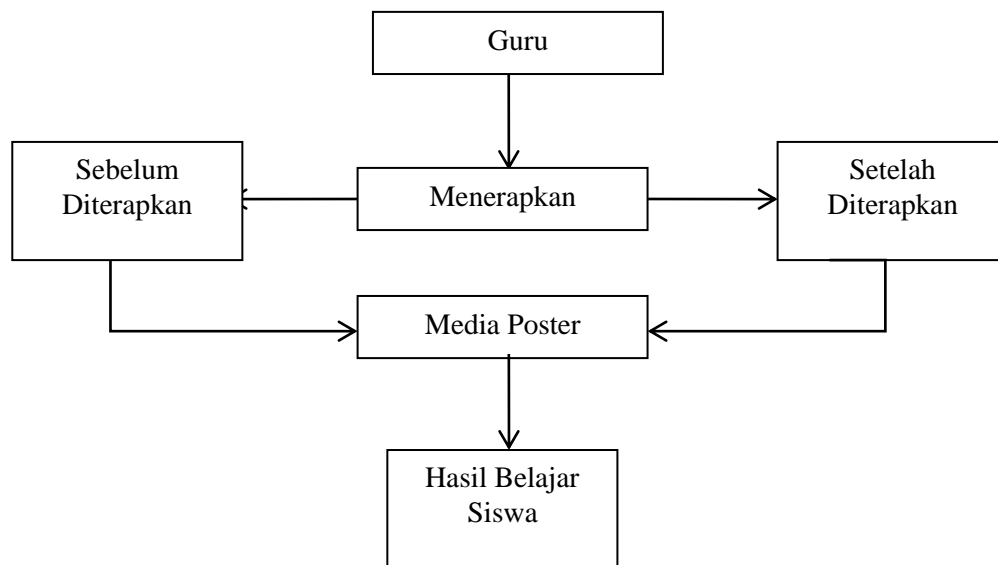 Guru
Sebelum
Diterapkan
Menerapkan
Setelah
Diterapkan
Media Poster
Hasil Belajar
Siswa